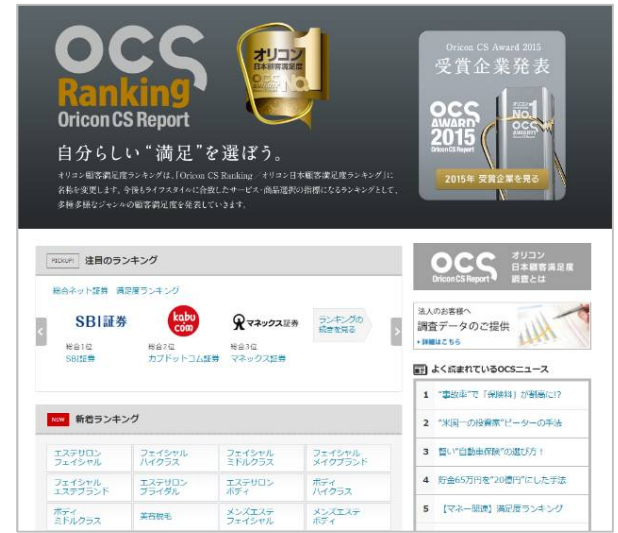 OCS
Ranking
Oricon CS Report
オリコン
日本顧客満足度
OCS
No.1
自分らしい“満足”を選ぼう。
オリコン顧客満足度ランキングは、「Oricon CS Ranking／オリコン日本顧客満足度ランキング」に
名称を変更します。今後もライフスタイルに合致したサービス・商品選択の指標になるランキングとして、
多種多様なジャンルの顧客満足度を発表していきます。
Oricon CS Award 2015
受賞企業発表
OCS
AWARD
2015
Oricon CS Report
No.1
OCS
2015年 受賞企業を見る
PICKUP! 注目のランキング
総合ネット証券 満足度ランキング
SBI証券
kabu
com
マネックス証券
ランキングの
続きを見る
総合1位
SBI証券
総合2位
カブドットコム証券
総合3位
マネックス証券
NEW 新着ランキング
エステサロン
フェイシャル
フェイシャル
ハイクラス
フェイシャル
ミドルクラス
フェイシャル
メイクブランド
フェイシャル
エステブランド
エステサロン
ブライダル
エステサロン
ボディ
ボディ
ハイクラス
ボディ
ミドルクラス
美容脱毛
メンズエステ
フェイシャル
メンズエステ
ボディ
OCS
Oricon CS Report
オリコン
日本顧客満足度
調査とは
法人のお客様へ
調査データのご提供
詳細はこちら
よく読まれているOCSニュース
1 “事故率”で「保険料」が割高に!?
2 “米国一の投資家”ピーターの手法
3 賢い“自動車保険”の選び方！
4 貯金65万円を“20億円”にした手法
5 【マネー関連】満足度ランキング